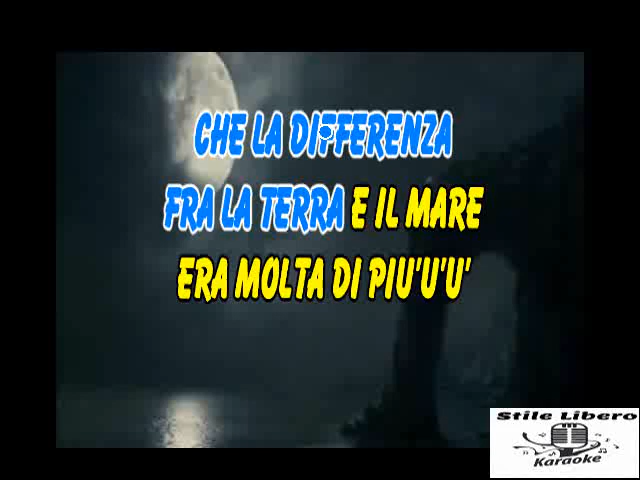 CHE LA DIFFERENZA
FRA LA TERRA E IL MARE
ERA MOLTA DI PIU'U'U'
Stile Libero
Karaoke